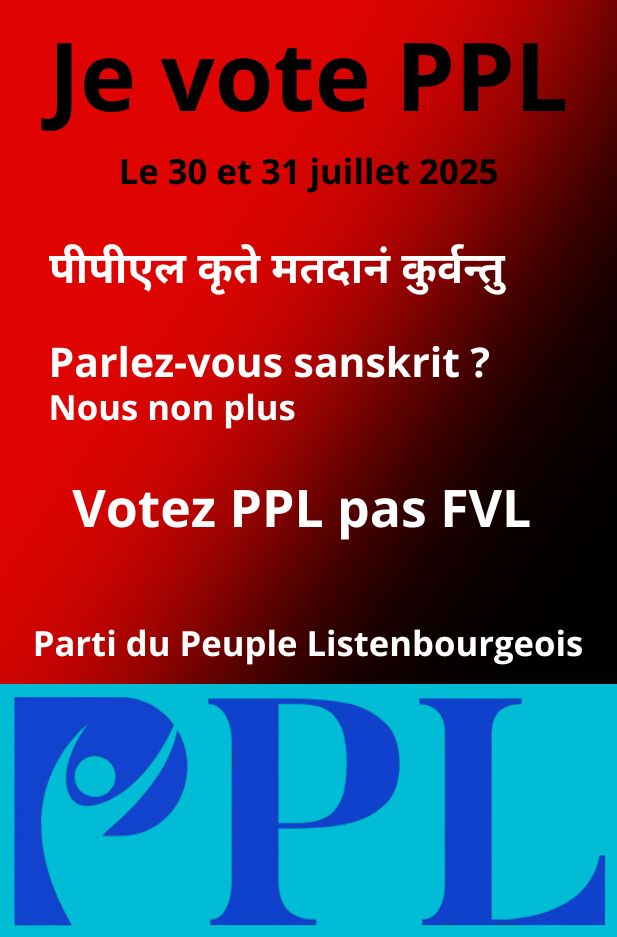 Je vote PPL
Le 30 et 31 juillet 2025
पीपीएल कृते मतदानं कुर्वन्तु
Parlez-vous sanskrit ?
Nous non plus
Votez PPL pas FVL
Parti du Peuple Listenbourgeois
PPL